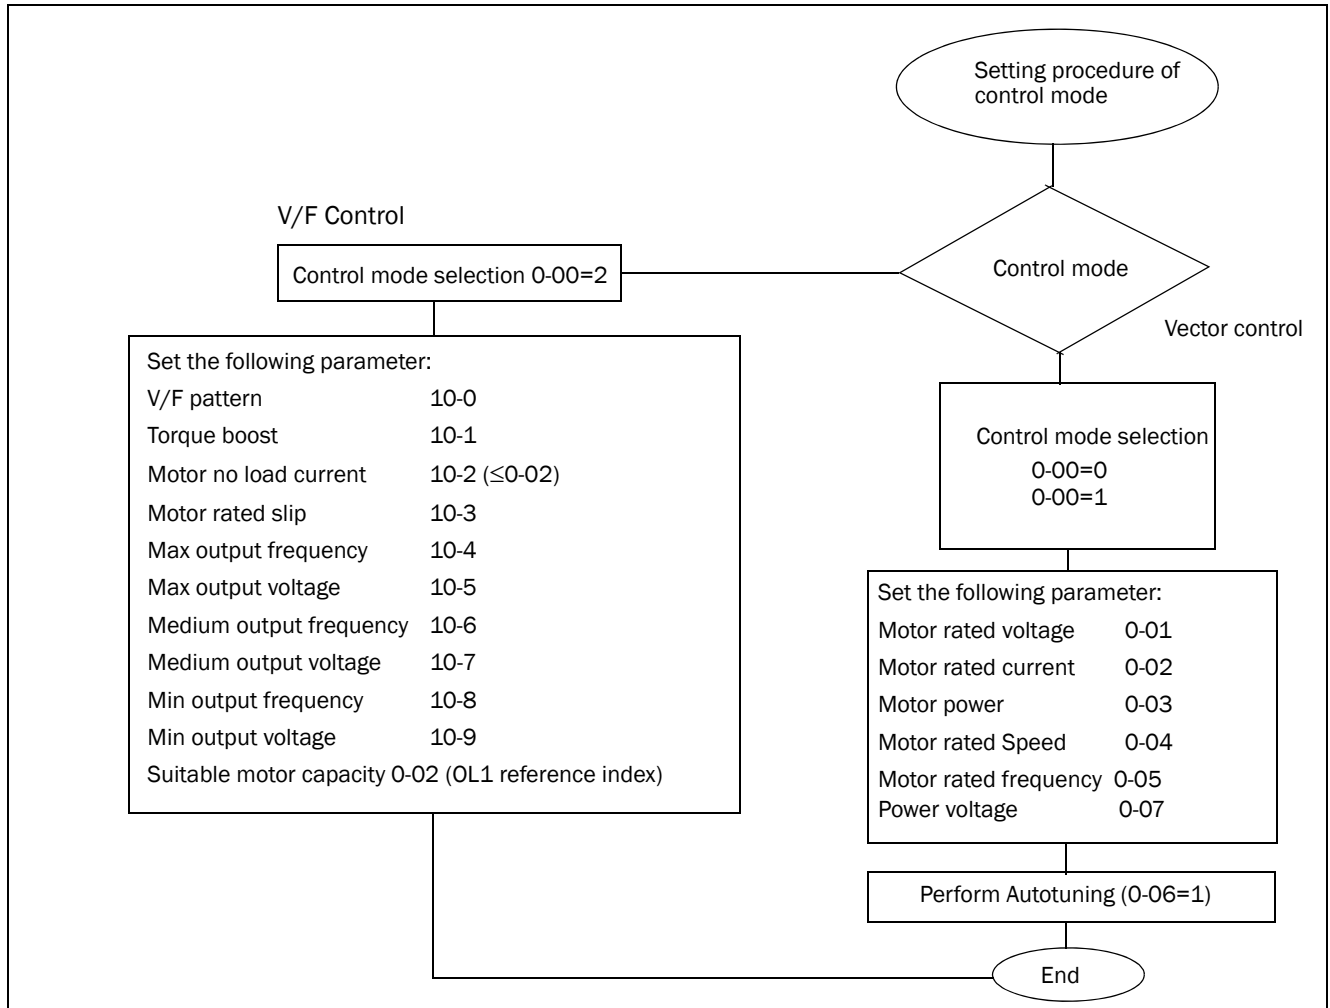 Setting procedure of
control mode
Control mode
V/F Control
Control mode selection 0-00=2
Set the following parameter:
V/F pattern 10-0
Torque boost 10-1
Motor no load current 10-2 (≤0-02)
Motor rated slip 10-3
Max output frequency 10-4
Max output voltage 10-5
Medium output frequency 10-6
Medium output voltage 10-7
Min output frequency 10-8
Min output voltage 10-9
Suitable motor capacity 0-02 (OL1 reference index)
Vector control
Control mode selection
0-00=0
0-00=1
Set the following parameter:
Motor rated voltage 0-01
Motor rated current 0-02
Motor power 0-03
Motor rated Speed 0-04
Motor rated frequency 0-05
Power voltage 0-07
Perform Autotuning (0-06=1)
End